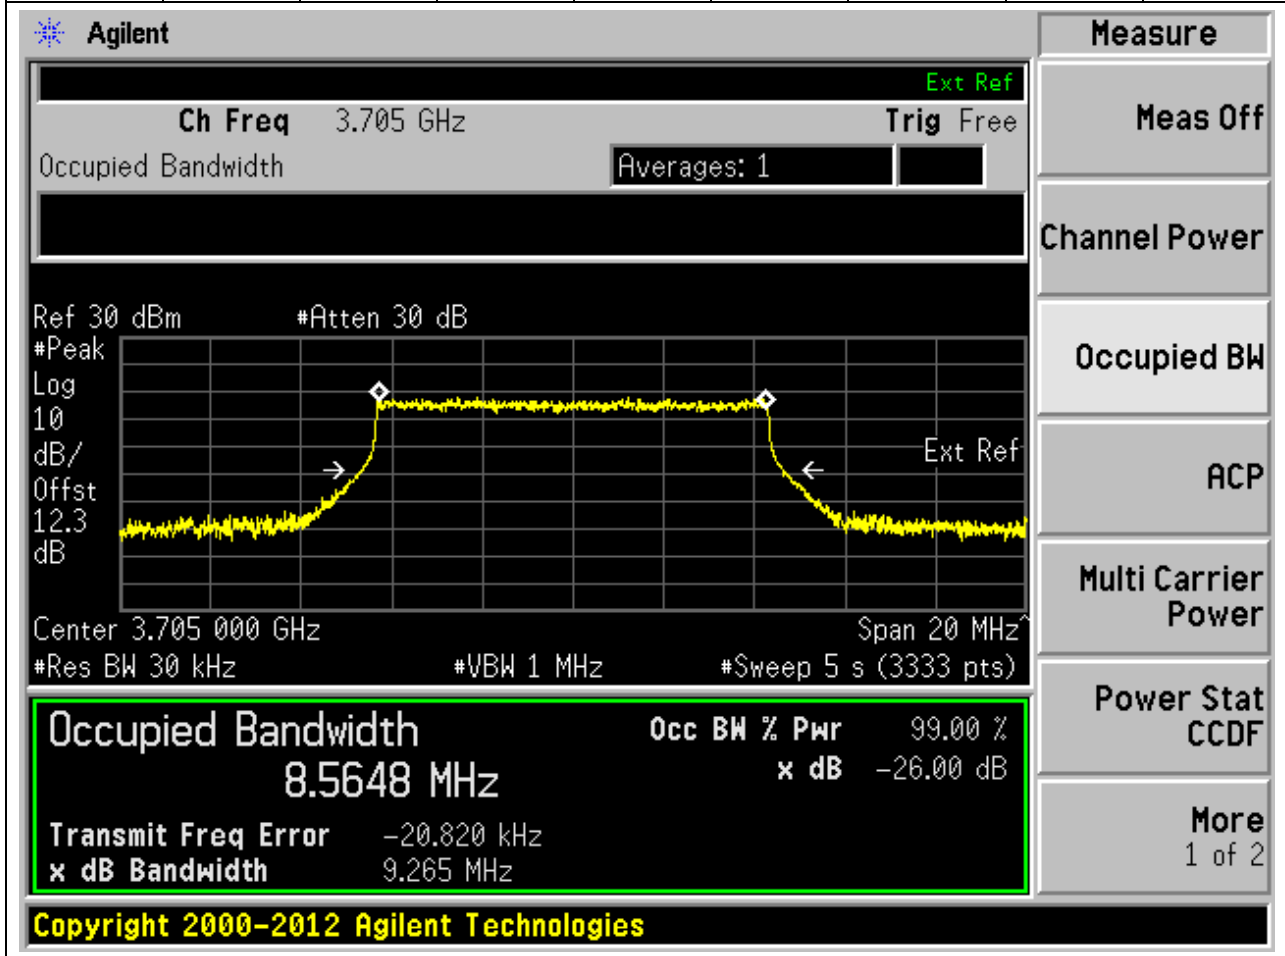 Agilent
Measure
Ext Ref
Ch Freq 3.705 GHz Trig Free
Occupied Bandwidth Averages: 1
Meas Off
Channel Power
Occupied BW
ACP
Multi Carrier
Power
Power Stat
CCDF
More
1 of 2
Ref 30 dBm #Atten 30 dB
#Peak
Log
10
dB/
Offst
12.3
dB
Ext Ref
Center 3.705 000 GHz Span 20 MHz^
#Res BW 30 kHz #VBW 1 MHz #Sweep 5 s (3333 pts)
Occupied Bandwidth Occ BW % Pwr 99.00 %
8.5648 MHz x dB -26.00 dB
Transmit Freq Error -20.820 kHz
x dB Bandwidth 9.265 MHz
Copyright 2000-2012 Agilent Technologies